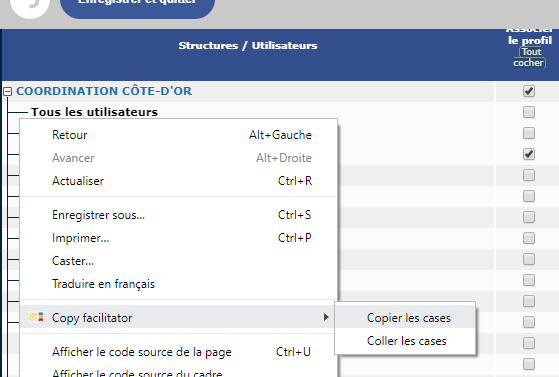 Enregistrer et quitter
Structures / Utilisateurs
Associer
le profil
Tout
cocher
COORDINATION CÔTE-D'OR
Tous les utilisateurs
Retour Alt+Gauche
Avancer Alt+Droite
Actualiser Ctrl+R
Enregistrer sous... Ctrl+S
Imprimer... Ctrl+P
Caster...
Traduire en français
Copy facilitator
Copier les cases
Coller les cases
Afficher le code source de la page Ctrl+U
Afficher le code source du cadre